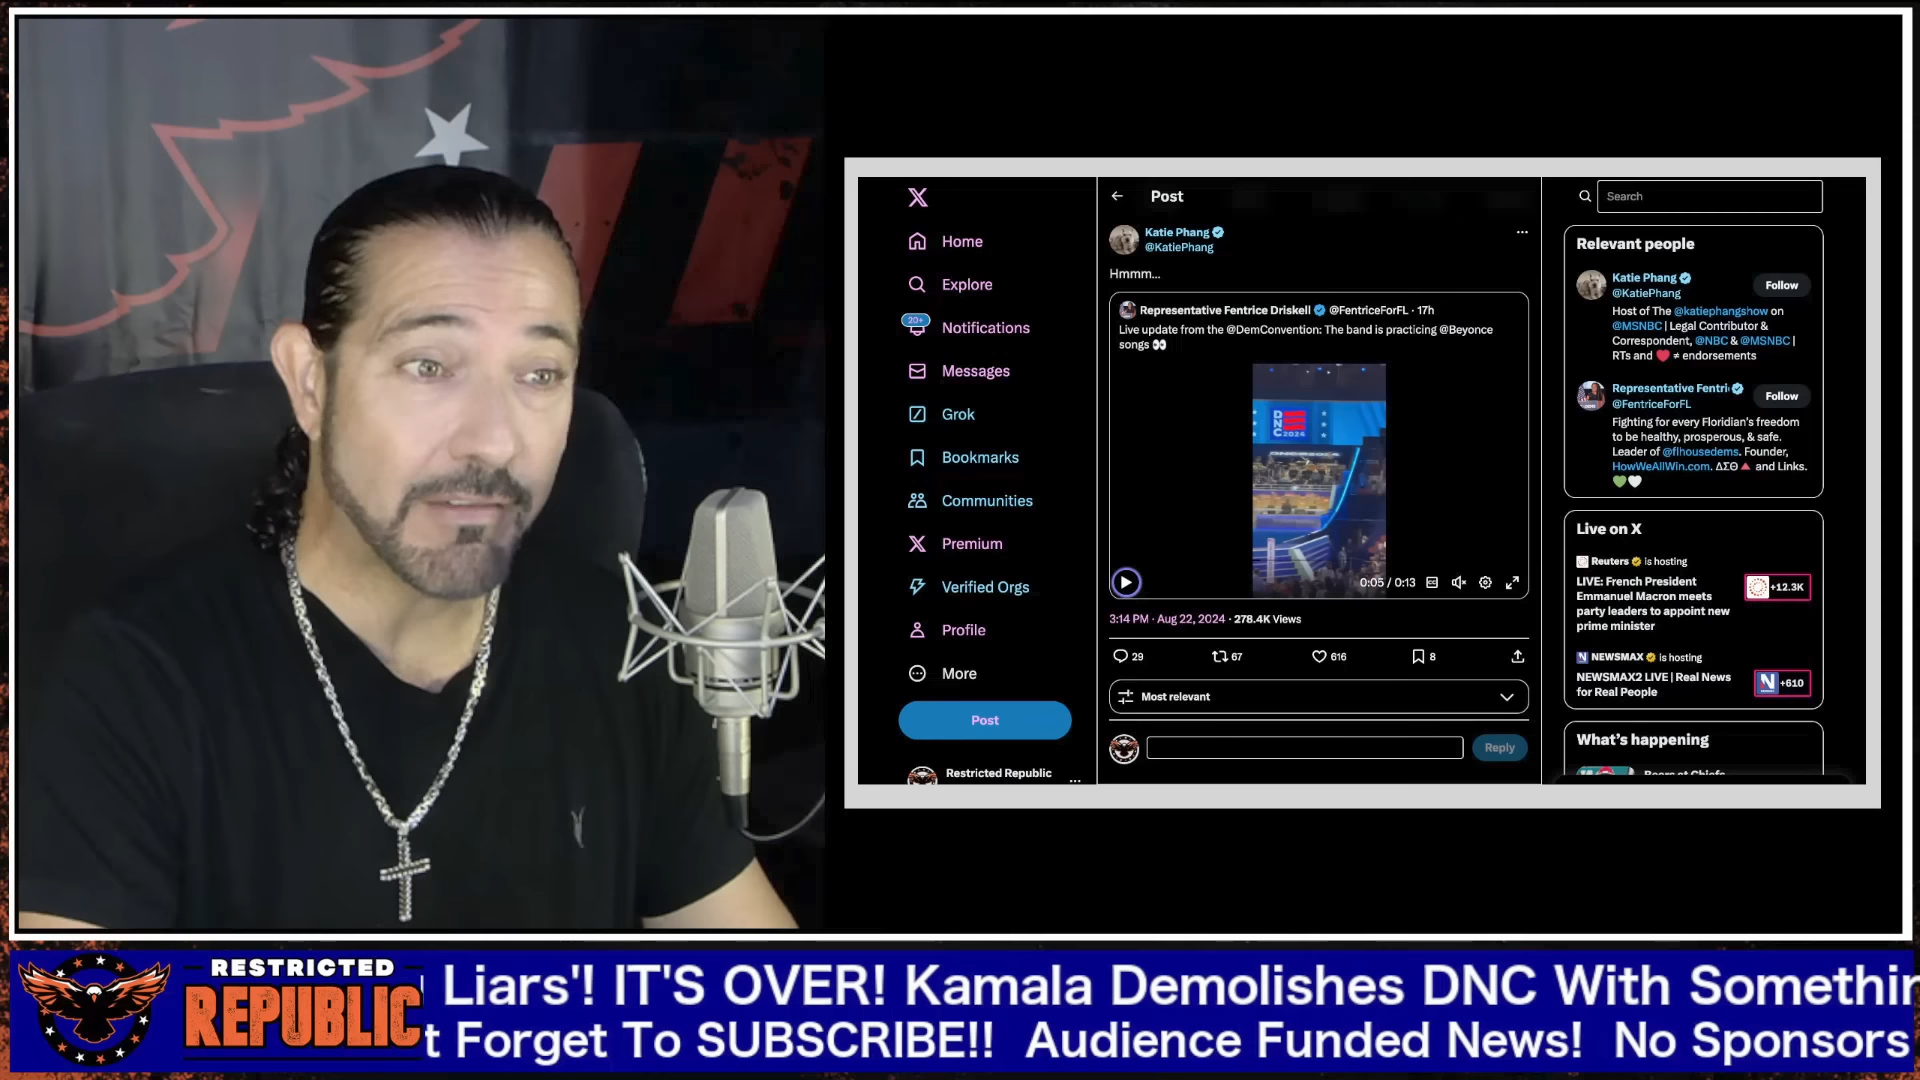 Home
Explore
20+
Notifications
Messages
Grok
Bookmarks
Communities
Premium
Verified Orgs
Profile
More
Post
Restricted Republic
Post
Katie Phang
@KatiePhang
Hmmm...
Representative Fentrice Driskell @FentriceForFL · 17h
Live update from the @DemConvention: The band is practicing @Beyonce
songs 👀
DNC
2024
0:05 / 0:13
3:14 PM · Aug 22, 2024 · 278.4K Views
29
67
616
8
Most relevant
Reply
Search
Relevant people
Katie Phang
@KatiePhang
Follow
Host of The @katiephangshow on
@MSNBC | Legal Contributor &
Correspondent, @NBC & @MSNBC |
RTs and ❤️ ≠ endorsements
Representative Fentri
@FentriceForFL
Follow
Fighting for every Floridian's freedom
to be healthy, prosperous, & safe.
Leader of @flhousedems. Founder,
HowWeAllWin.com. ΔΣΘ🔺 and Links.
💚🤍
Live on X
Reuters is hosting
LIVE: French President
Emmanuel Macron meets
party leaders to appoint new
prime minister
+12.3K
NEWSMAX is hosting
NEWSMAX2 LIVE | Real News
for Real People
+610
What's happening
Bears at Chiefs
RESTRICTED
REPUBLIC
Liars'! IT'S OVER! Kamala Demolishes DNC With Somethin
t Forget To SUBSCRIBE!! Audience Funded News! No Sponsors